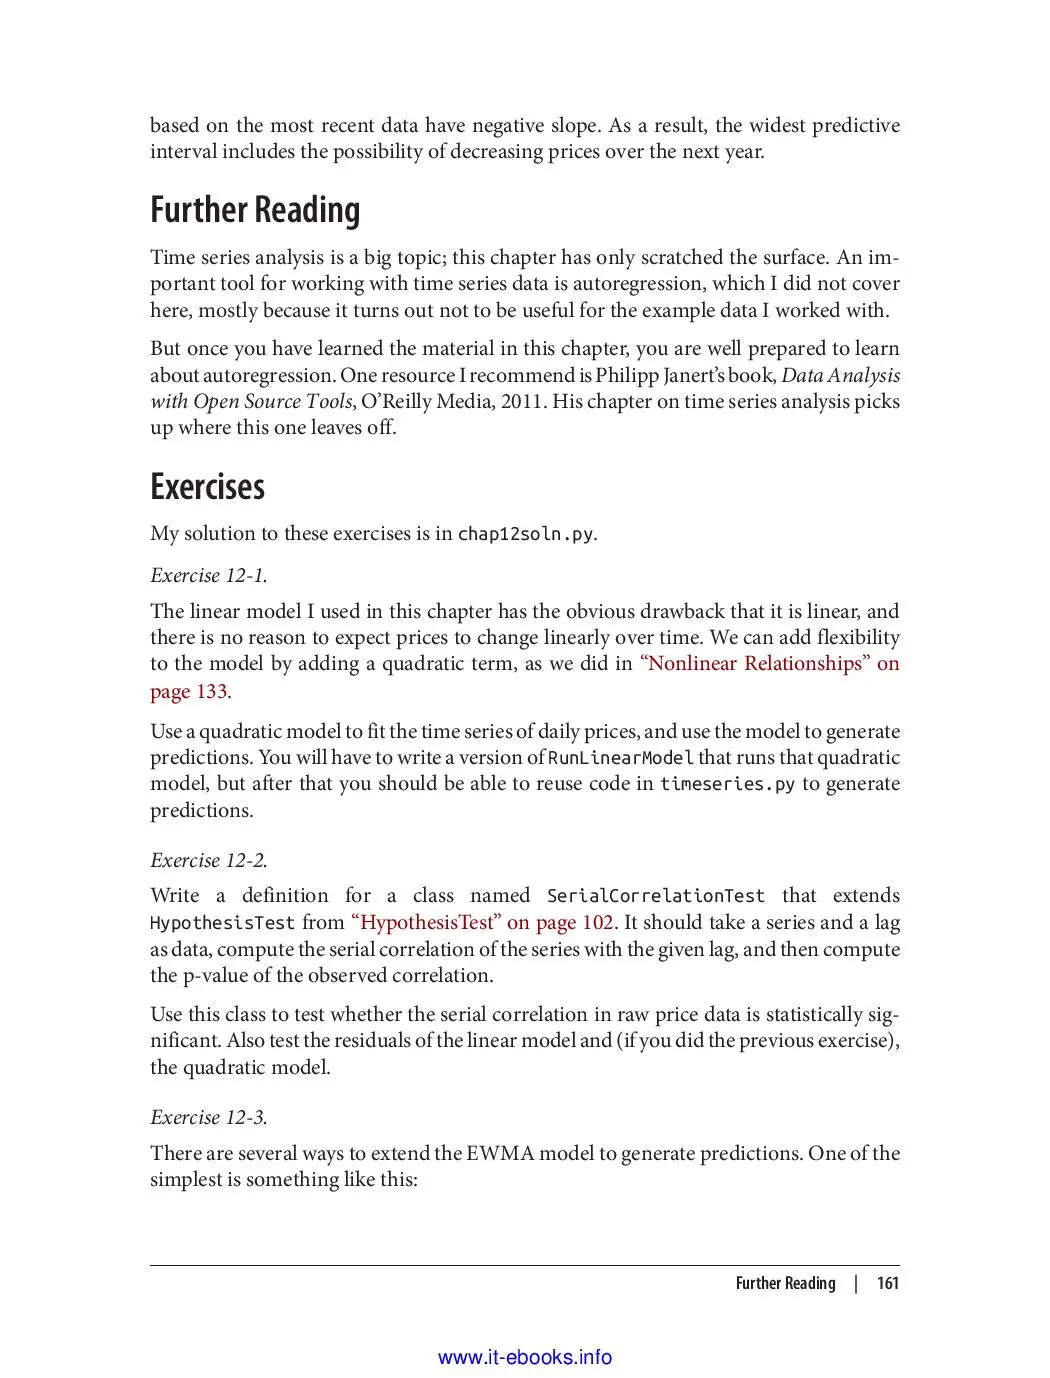 based on the most recent data have negative slope. As a result, the widest predictive
interval includes the possibility of decreasing prices over the next year.
Further Reading
Time series analysis is a big topic; this chapter has only scratched the surface. An im-
portant tool for working with time series data is autoregression, which I did not cover
here, mostly because it turns out not to be useful for the example data I worked with.
But once you have learned the material in this chapter, you are well prepared to learn
about autoregression. One resource I recommend is Philipp Janert’s book, Data Analysis
with Open Source Tools, O’Reilly Media, 2011. His chapter on time series analysis picks
up where this one leaves off.
Exercises
My solution to these exercises is in chap12soln.py.
Exercise 12-1.
The linear model I used in this chapter has the obvious drawback that it is linear, and
there is no reason to expect prices to change linearly over time. We can add flexibility
to the model by adding a quadratic term, as we did in “Nonlinear Relationships” on
page 133.
Use a quadratic model to fit the time series of daily prices, and use the model to generate
predictions. You will have to write a version of RunLinearModel that runs that quadratic
model, but after that you should be able to reuse code in timeseries.py to generate
predictions.
Exercise 12-2.
Write a definition for a class named SerialCorrelationTest that extends
HypothesisTest from “HypothesisTest” on page 102. It should take a series and a lag
as data, compute the serial correlation of the series with the given lag, and then compute
the p-value of the observed correlation.
Use this class to test whether the serial correlation in raw price data is statistically sig-
nificant. Also test the residuals of the linear model and (if you did the previous exercise),
the quadratic model.
Exercise 12-3.
There are several ways to extend the EWMA model to generate predictions. One of the
simplest is something like this:
Further Reading | 161
www.it-ebooks.info